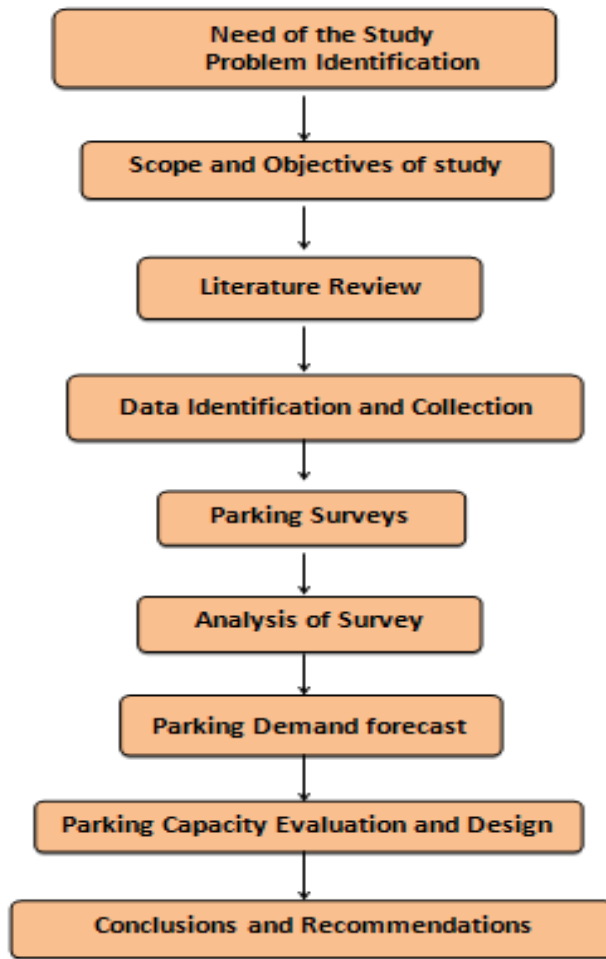 Need of the Study
Problem Identification
Scope and Objectives of study
Literature Review
Data Identification and Collection
Parking Surveys
Analysis of Survey
Parking Demand forecast
Parking Capacity Evaluation and Design
Conclusions and Recommendations